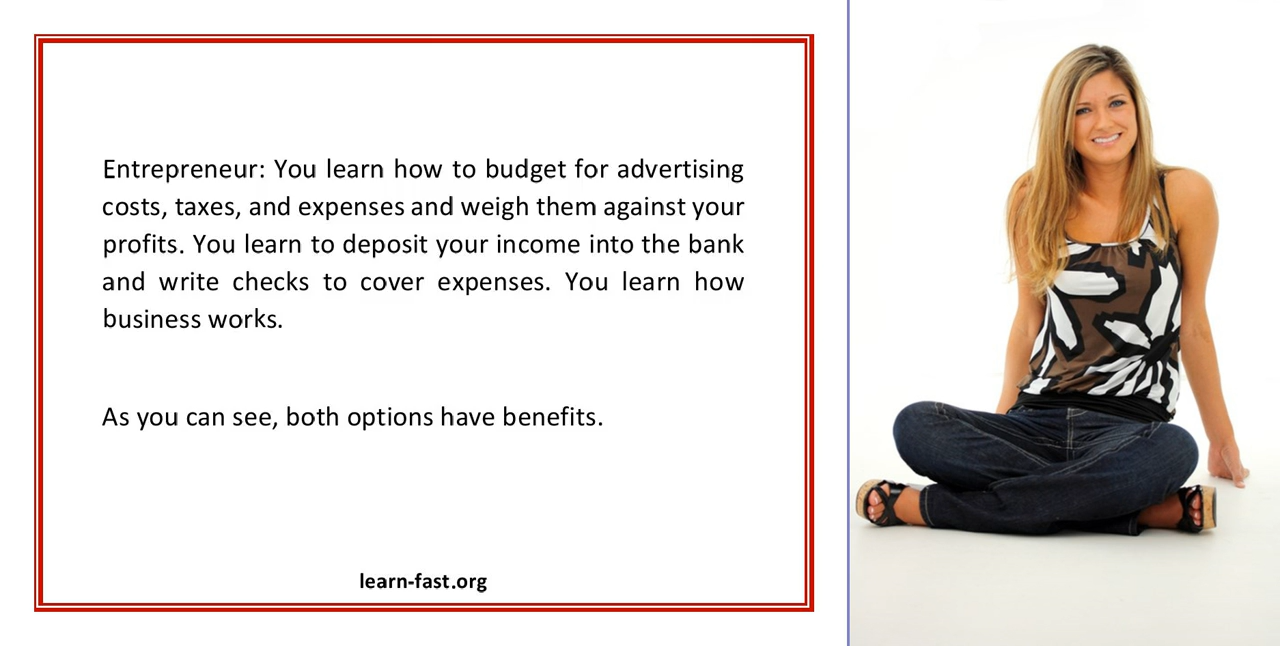 Entrepreneur: You learn how to budget for advertising
costs, taxes, and expenses and weigh them against your
profits. You learn to deposit your income into the bank
and write checks to cover expenses. You learn how
business works.
As you can see, both options have benefits.
learn-fast.org